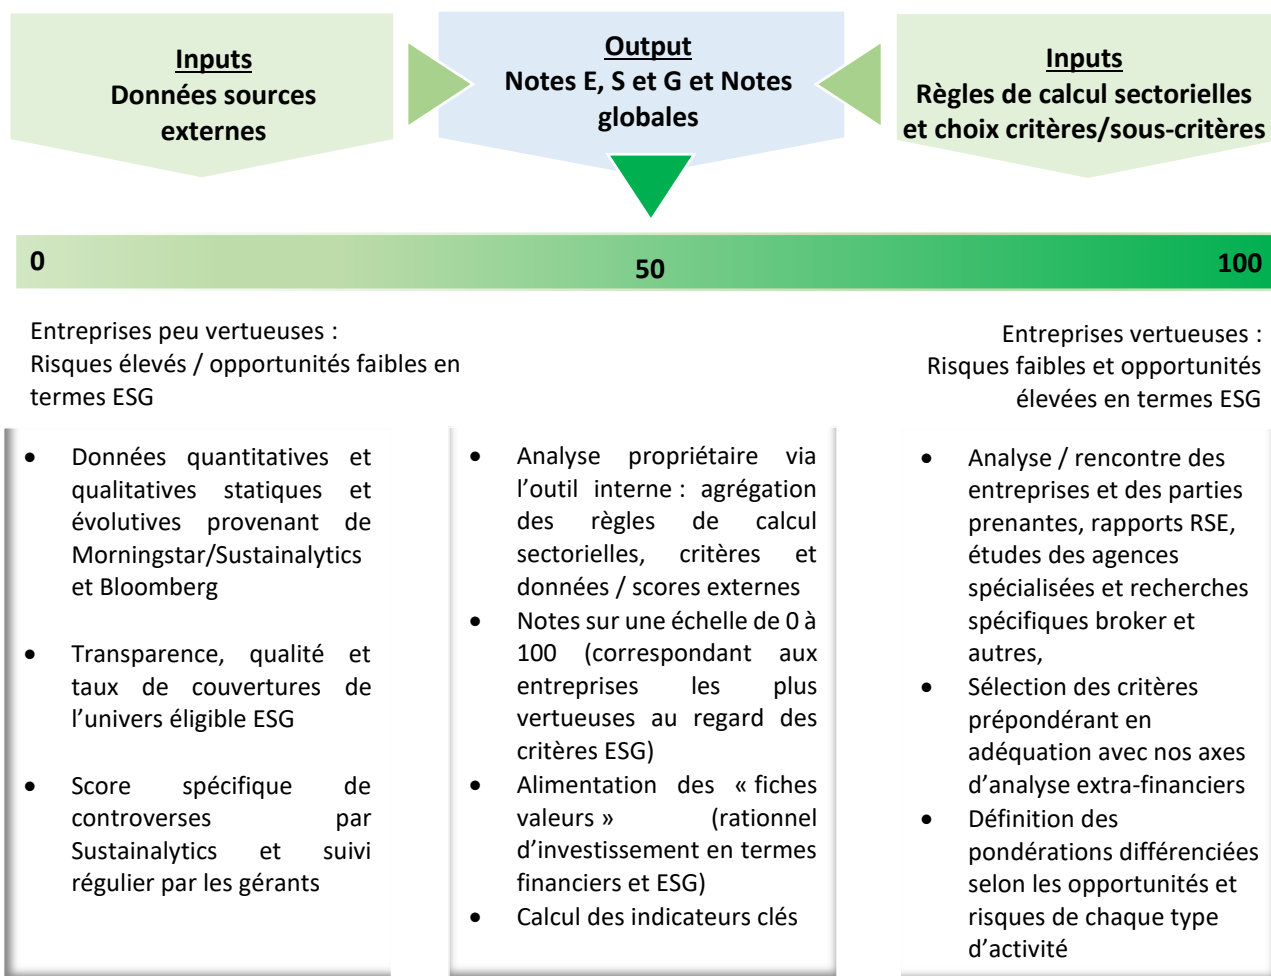 Inputs
Données sources
externes
Output
Notes E, S et G et Notes
globales
Inputs
Règles de calcul sectorielles
et choix critères/sous-critères
0
50
100
Entreprises peu vertueuses :
Risques élevés / opportunités faibles en
termes ESG
Entreprises vertueuses :
Risques faibles et opportunités
élevées en termes ESG
• Données quantitatives et
qualitatives statiques et
évolutives provenant de
Morningstar/Sustainalytics
et Bloomberg
• Transparence, qualité et
taux de couvertures de
l’univers éligible ESG
• Score spécifique de
controverses par
Sustainalytics et suivi
régulier par les gérants
• Analyse propriétaire via
l’outil interne : agrégation
des règles de calcul
sectorielles, critères et
données / scores externes
• Notes sur une échelle de 0 à
100 (correspondant aux
entreprises les plus
vertueuses au regard des
critères ESG)
• Alimentation des « fiches
valeurs » (rationnel
d’investissement en termes
financiers et ESG)
• Calcul des indicateurs clés
• Analyse / rencontre des
entreprises et des parties
prenantes, rapports RSE,
études des agences
spécialisées et recherches
spécifiques broker et
autres,
• Sélection des critères
prépondérant en
adéquation avec nos axes
d’analyse extra-financiers
• Définition des
pondérations différenciées
selon les opportunités et
risques de chaque type
d’activité